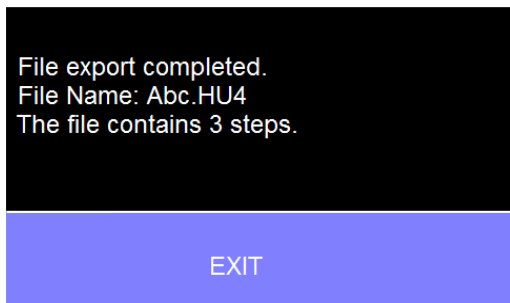 File export completed.
File Name: Abc.HU4
The file contains 3 steps.
EXIT